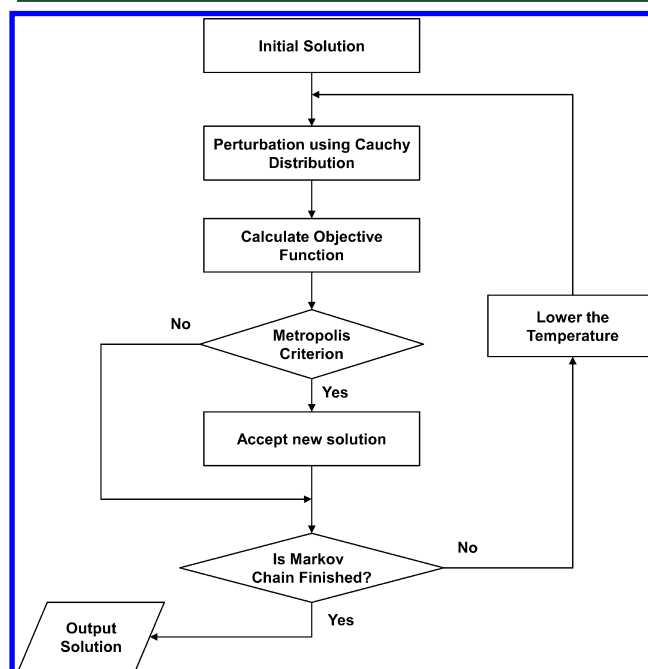 Initial Solution
Perturbation using Cauchy
Distribution
Calculate Objective
Function
No
Metropolis
Criterion
Lower the
Temperature
Yes
Accept new solution
Is Markov
Chain Finished?
No
Yes
Output
Solution